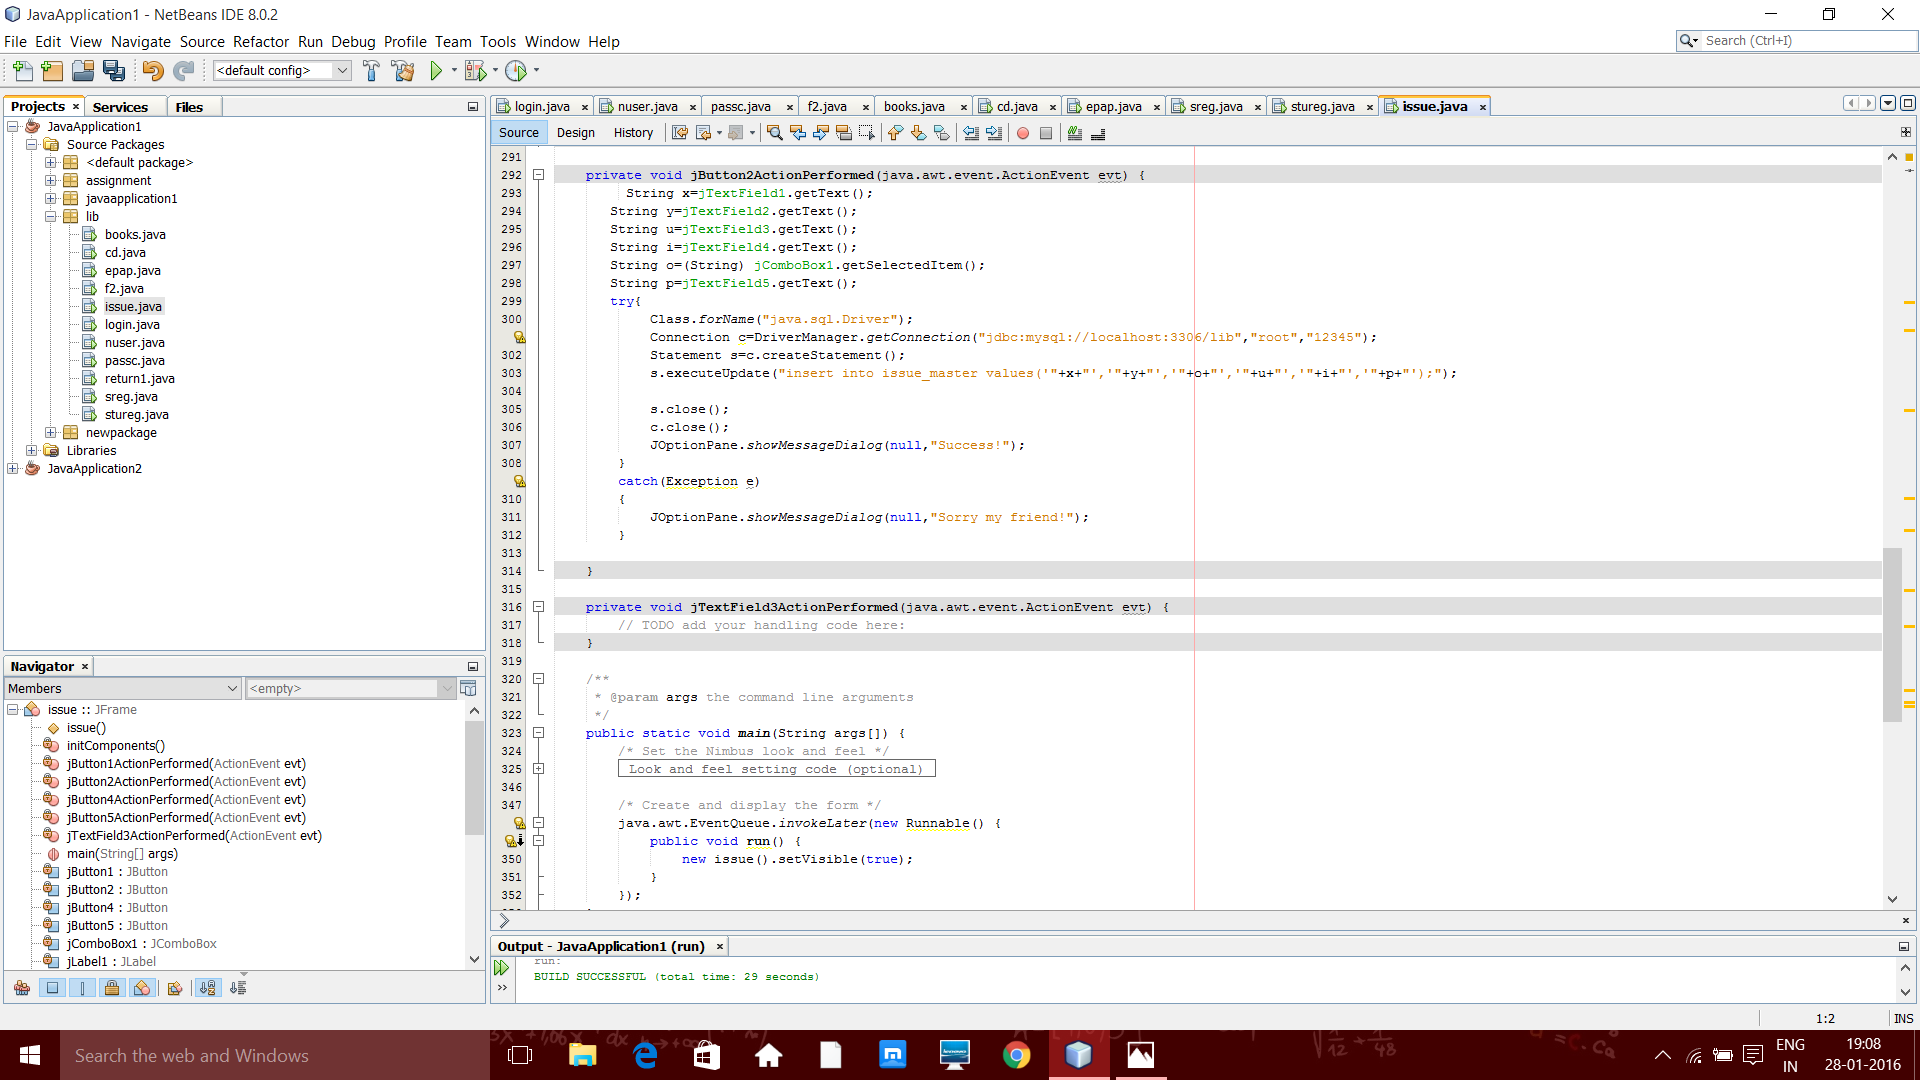 JavaApplication1 - NetBeans IDE 8.0.2
File Edit View Navigate Source Refactor Run Debug Profile Team Tools Window Help
Search (Ctrl+I)
<default config>
Projects Services Files
JavaApplication1
Source Packages
<default package>
assignment
javaapplication1
lib
books.java
cd.java
epap.java
f2.java
issue.java
login.java
nuser.java
passc.java
return1.java
sreg.java
stureg.java
newpackage
Libraries
JavaApplication2
Navigator
Members
<empty>
issue :: JFrame
issue()
initComponents()
jButton1ActionPerformed(ActionEvent evt)
jButton2ActionPerformed(ActionEvent evt)
jButton4ActionPerformed(ActionEvent evt)
jButton5ActionPerformed(ActionEvent evt)
jTextField3ActionPerformed(ActionEvent evt)
main(String[] args)
jButton1 : JButton
jButton2 : JButton
jButton4 : JButton
jButton5 : JButton
jComboBox1 : JComboBox
jLabel1 : JLabel
login.java nuser.java passc.java f2.java books.java cd.java epap.java sreg.java stureg.java issue.java
Source Design History
291
292 private void jButton2ActionPerformed(java.awt.event.ActionEvent evt) {
293 String x=jTextField1.getText();
294 String y=jTextField2.getText();
295 String u=jTextField3.getText();
296 String i=jTextField4.getText();
297 String o=(String) jComboBox1.getSelectedItem();
298 String p=jTextField5.getText();
299 try{
300 Class.forName("java.sql.Driver");
Connection c=DriverManager.getConnection("jdbc:mysql://localhost:3306/lib","root","12345");
302 Statement s=c.createStatement();
303 s.executeUpdate("insert into issue_master values('"+x+"','"+y+"','"+o+"','"+u+"','"+i+"','"+p+"');");
304
305 s.close();
306 c.close();
307 JOptionPane.showMessageDialog(null,"Success!");
308 }
catch(Exception e)
310 {
311 JOptionPane.showMessageDialog(null,"Sorry my friend!");
312 }
313
314 }
315
316 private void jTextField3ActionPerformed(java.awt.event.ActionEvent evt) {
317 // TODO add your handling code here:
318 }
319
320 /**
321 * @param args the command line arguments
322 */
323 public static void main(String args[]) {
324 /* Set the Nimbus look and feel */
325 Look and feel setting code (optional)
346
347 /* Create and display the form */
java.awt.EventQueue.invokeLater(new Runnable() {
public void run() {
350 new issue().setVisible(true);
351 }
352 });
Output - JavaApplication1 (run)
run:
BUILD SUCCESSFUL (total time: 29 seconds)
1:2 INS
Search the web and Windows
ENG
IN
19:08
28-01-2016